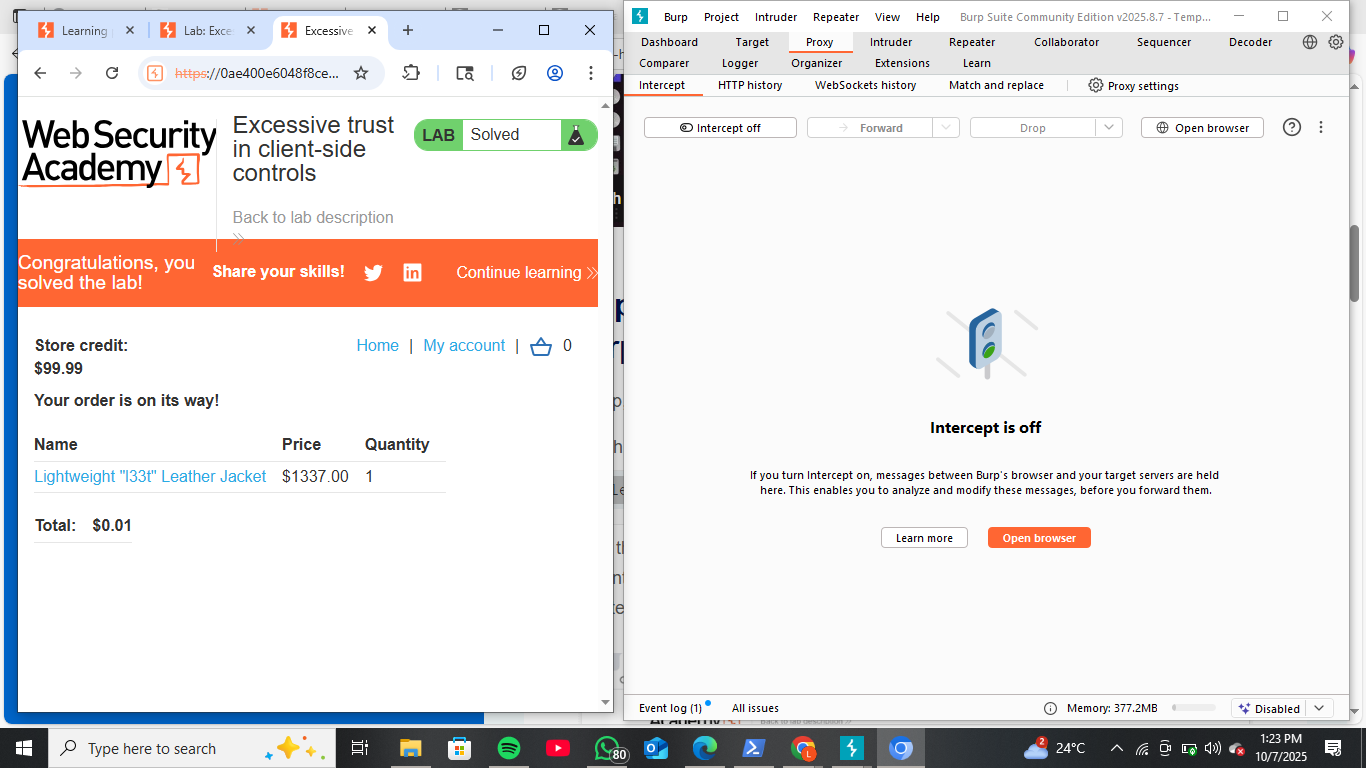 Learning
Lab: Exce
Excessive
https://0ae400e6048f8ce...
Web Security
Academy
Excessive trust
in client-side
controls
LAB Solved
Back to lab description
Congratulations, you
solved the lab!
Share your skills!
Continue learning
Store credit:
$99.99
Home | My account | 0
Your order is on its way!
Name Price Quantity
Lightweight "l33t" Leather Jacket $1337.00 1
Total: $0.01
Burp Project Intruder Repeater View Help Burp Suite Community Edition v2025.8.7 - Temp...
Dashboard Target Proxy Intruder Repeater Collaborator Sequencer Decoder
Comparer Logger Organizer Extensions Learn
Intercept HTTP history WebSockets history Match and replace Proxy settings
Intercept off Forward Drop Open browser
Intercept is off
If you turn Intercept on, messages between Burp's browser and your target servers are held
here. This enables you to analyze and modify these messages, before you forward them.
Learn more Open browser
Event log (1) All issues Memory: 377.2MB Disabled
Type here to search
80
2
24°C
1:23 PM
10/7/2025